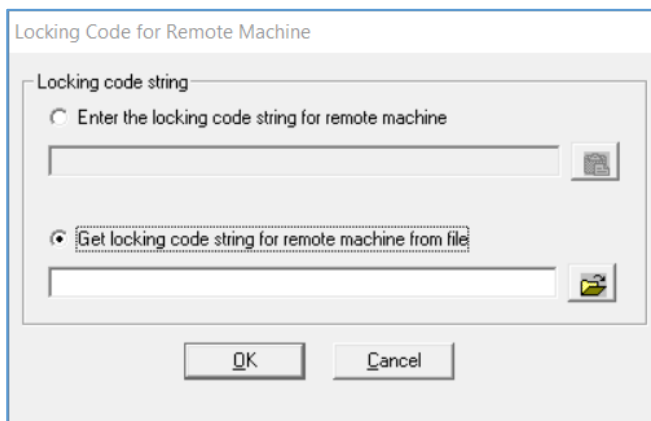 Locking Code for Remote Machine
Locking code string
Enter the locking code string for remote machine
Get locking code string for remote machine from file
OK
Cancel